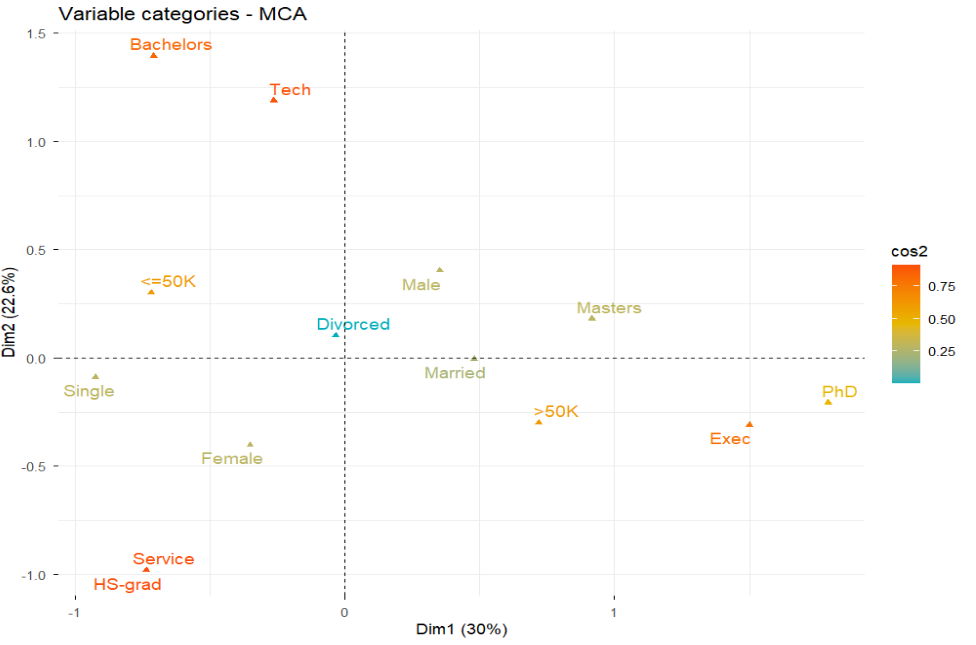 Variable categories - MCA
1.5
Bachelors
Tech
1.0
0.5
cos2
<=50K
0.75
Male
Masters
0.50
Divorced
0.25
Dim2 (22.6%)
0.0
Married
Single
PhD
>50K
Exec
Female
-0.5
Service
-1.0
HS-grad
-1
0
1
Dim1 (30%)